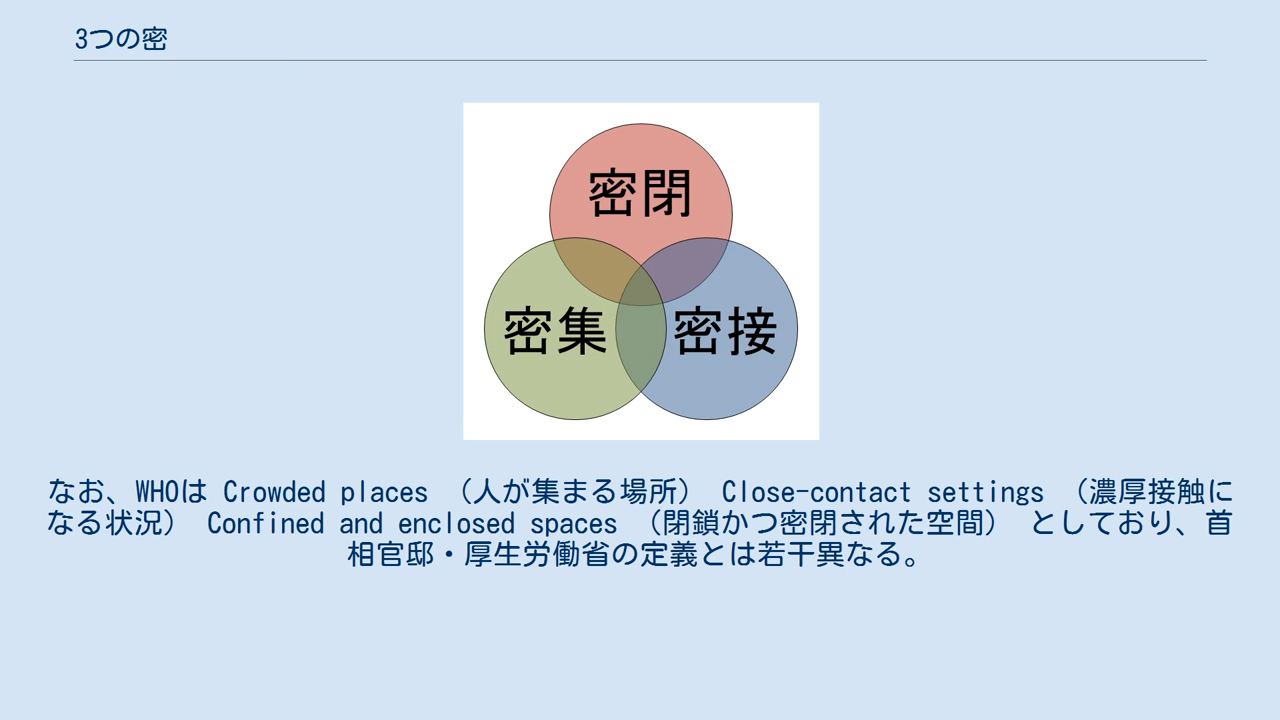 3つの密
密閉
密集
密接
なお、WHOは Crowded places （人が集まる場所） Close-contact settings （濃厚接触に
なる状況） Confined and enclosed spaces （閉鎖かつ密閉された空間） としており、首
相官邸・厚生労働省の定義とは若干異なる。